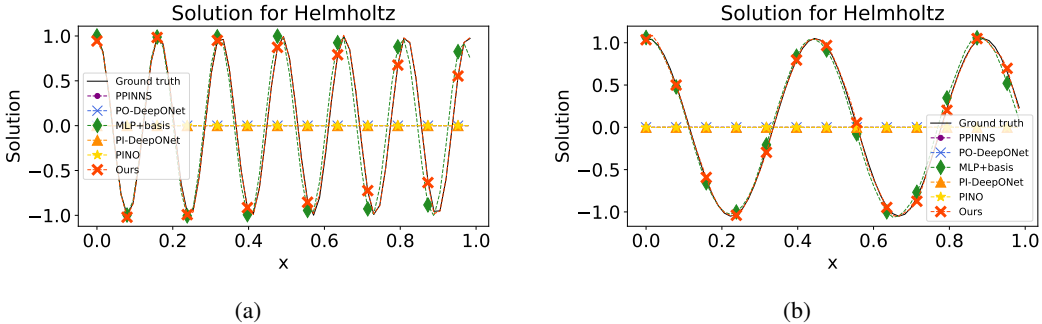 Solution for Helmholtz
1.0
0.5
0.0
−0.5
−1.0
Solution
Ground truth
PPINNS
PO-DeepONet
MLP+basis
PI-DeepONet
PINO
Ours
0.0 0.2 0.4 0.6 0.8 1.0
x
(a)
Solution for Helmholtz
1.0
0.5
0.0
−0.5
−1.0
Solution
Ground truth
PPINNS
PO-DeepONet
MLP+basis
PI-DeepONet
PINO
Ours
0.0 0.2 0.4 0.6 0.8 1.0
x
(b)